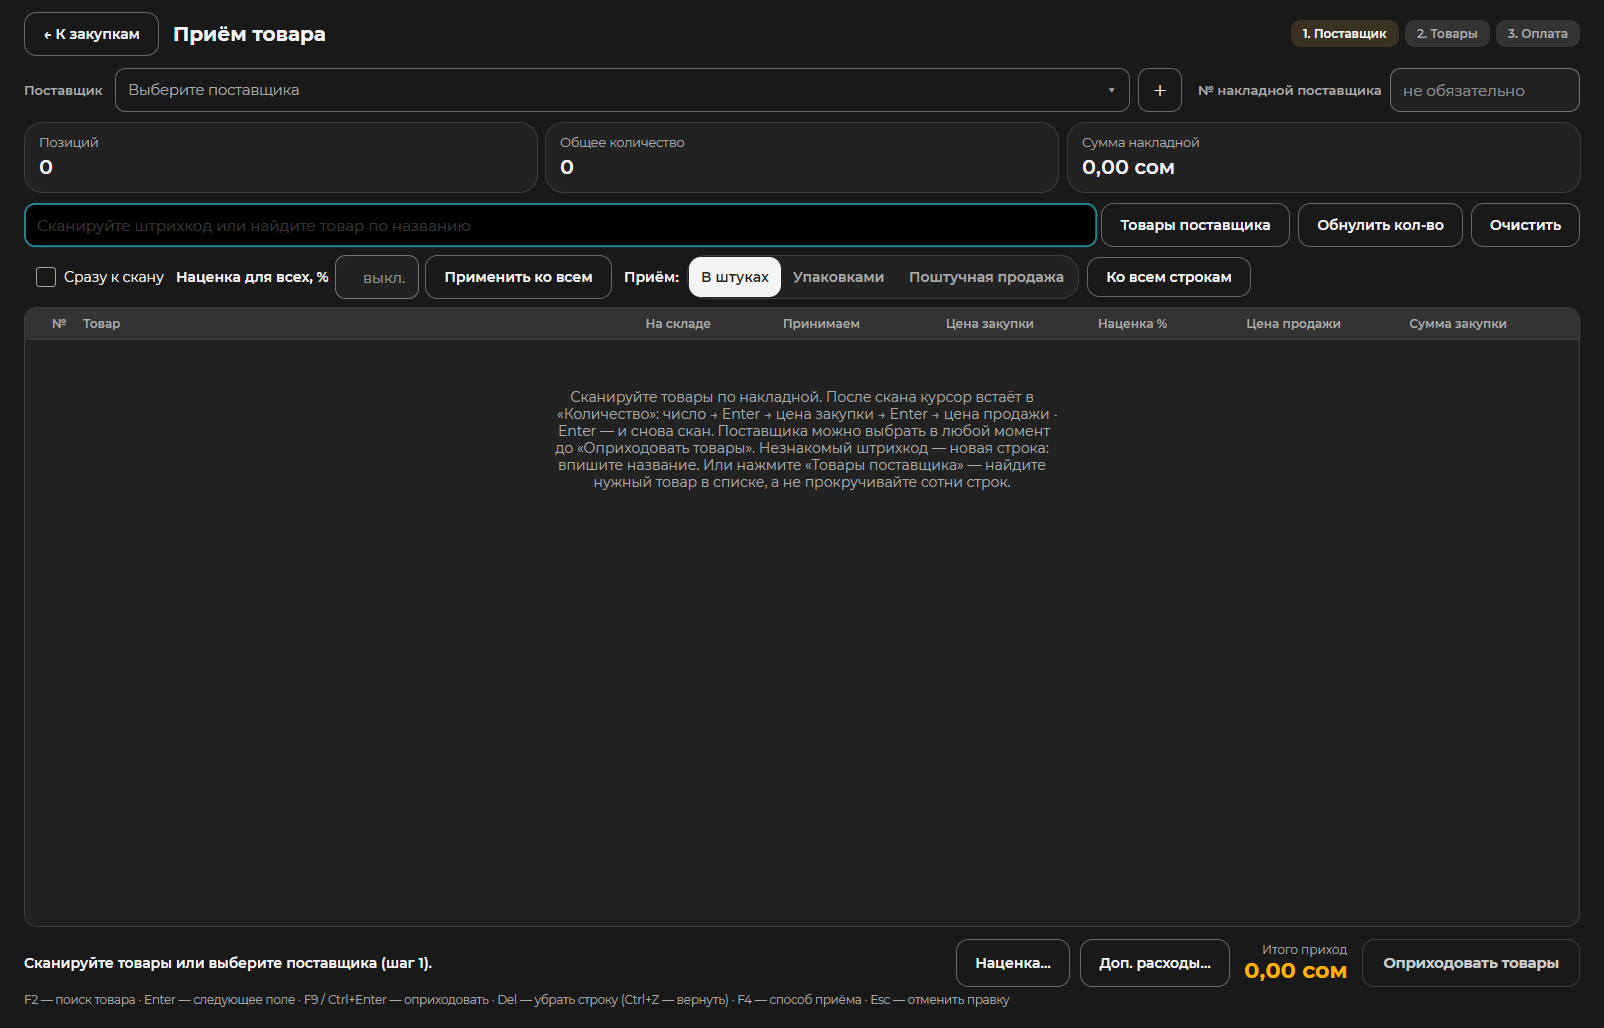 ← К закупкам
Приём товара
1. Поставщик
2. Товары
3. Оплата
Поставщик
Выберите поставщика
+
№ накладной поставщика
не обязательно
Позиций
0
Общее количество
0
Сумма накладной
0,00 сом
Сканируйте штрихкод или найдите товар по названию
Товары поставщика
Обнулить кол-во
Очистить
Сразу к скану
Наценка для всех, %
выкл.
Применить ко всем
Приём:
В штуках
Упаковками
Поштучная продажа
Ко всем строкам
№
Товар
На складе
Принимаем
Цена закупки
Наценка %
Цена продажи
Сумма закупки
Сканируйте товары по накладной. После скана курсор встаёт в
«Количество»: число → Enter → цена закупки → Enter → цена продажи -
Enter — и снова скан. Поставщика можно выбрать в любой момент
до «Оприходовать товары». Незнакомый штрихкод — новая строка:
впишите название. Или нажмите «Товары поставщика» — найдите
нужный товар в списке, а не прокручивайте сотни строк.
Сканируйте товары или выберите поставщика (шаг 1).
Наценка...
Доп. расходы...
Итого приход
0,00 сом
Оприходовать товары
F2 — поиск товара · Enter — следующее поле · F9 / Ctrl+Enter — оприходовать · Del — убрать строку (Ctrl+Z — вернуть) · F4 — способ приёма · Esc — отменить правку